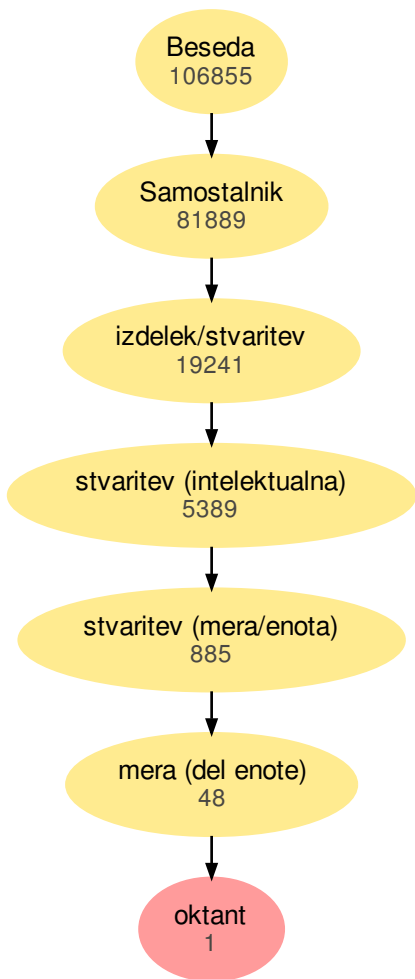 Beseda
106855
Samostalnik
81889
izdelek/stvaritev
19241
stvaritev (intelektualna)
5389
stvaritev (mera/enota)
885
mera (del enote)
48
oktant
1